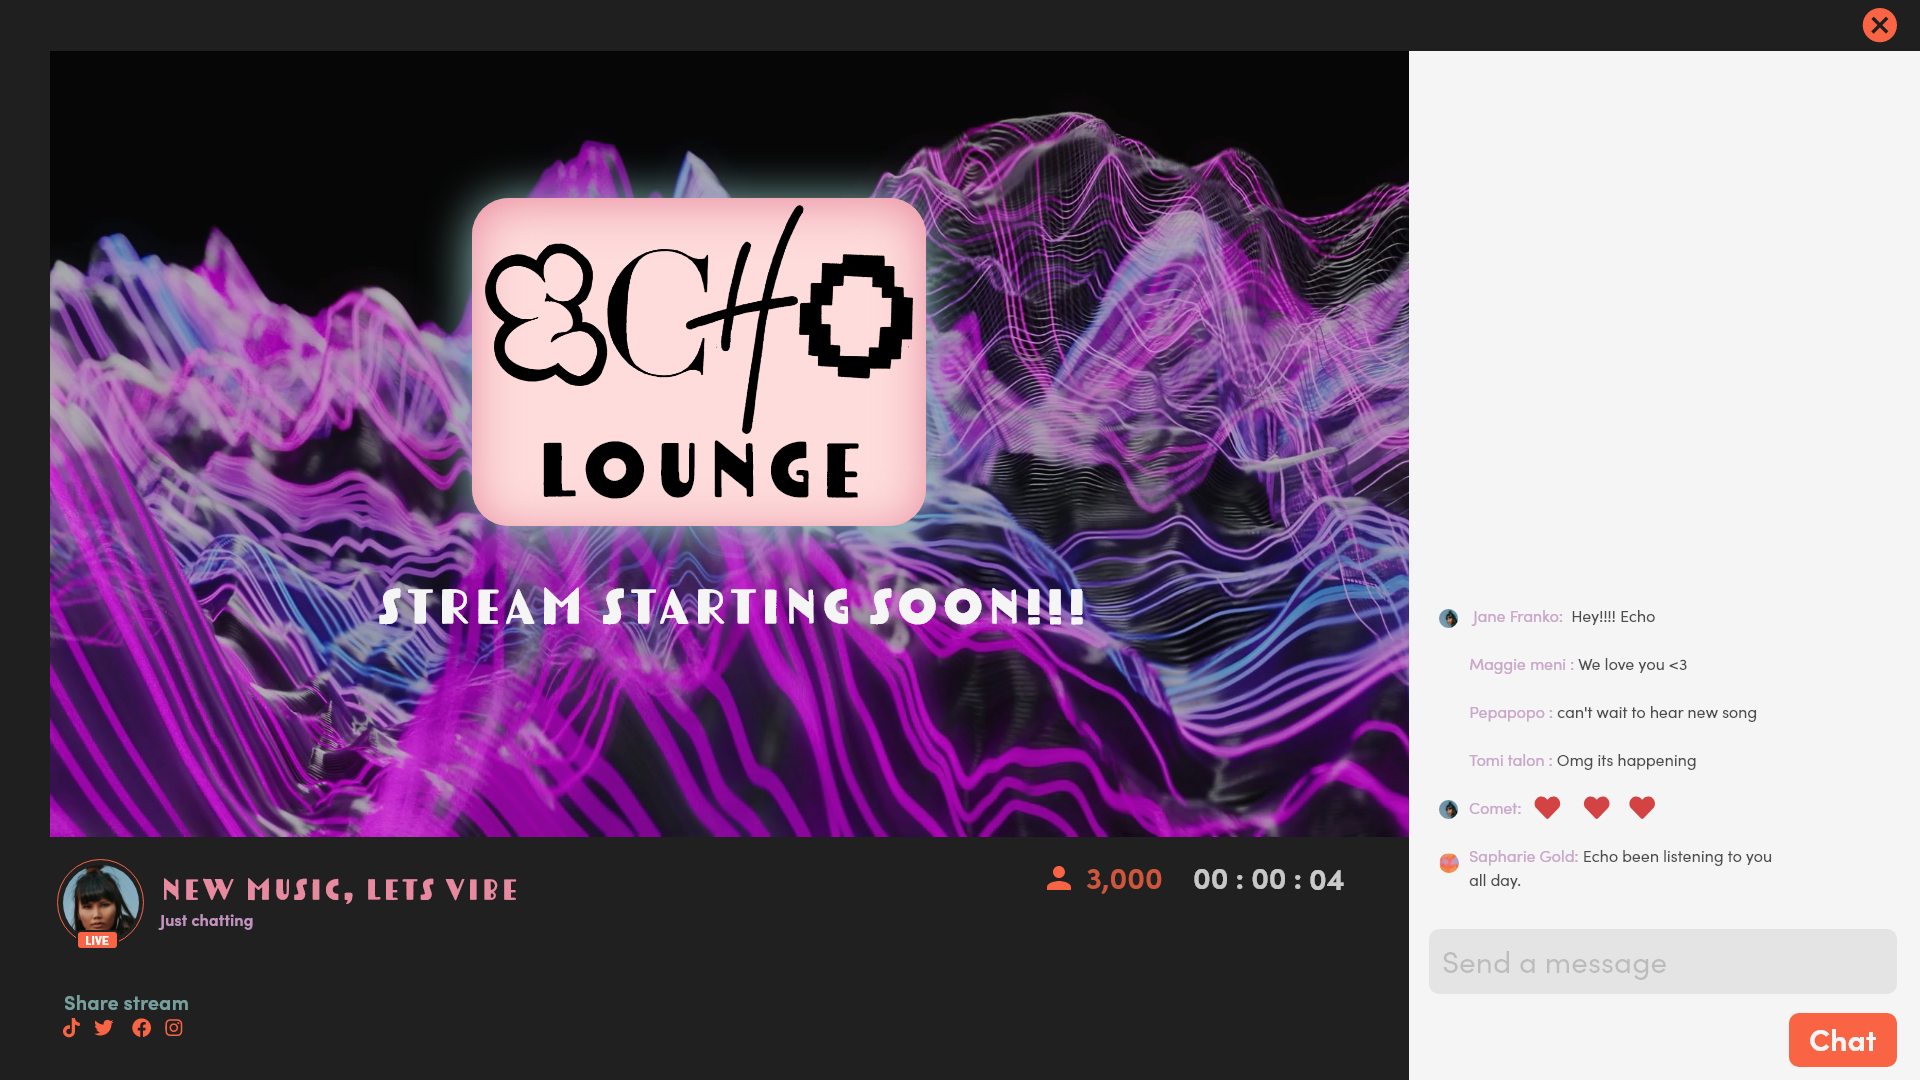 ECHO
LOUNGE
STREAM STARTING SOON!!!
NEW MUSIC, LETS VIBE
Just chatting
LIVE
3,000
00 : 00 : 04
Share stream
Jane Franko: Hey!!!! Echo
Maggie meni : We love you <3
Pepapopo : can't wait to hear new song
Tomi talon : Omg its happening
Comet:
Sapharie Gold: Echo been listening to you
all day.
Send a message
Chat